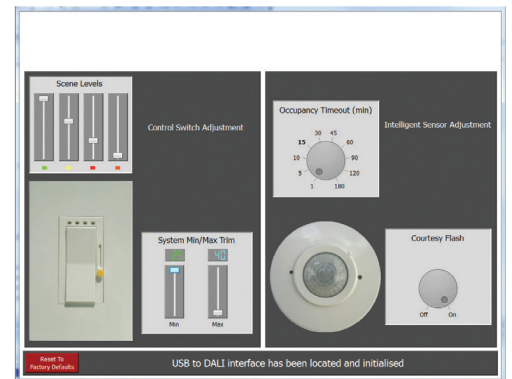 Scene Levels
Control Switch Adjustment
System Min/Max Trim
Min
Max
Occupancy Timeout (min)
30 45
15 60
10 90
5 120
1 180
Intelligent Sensor Adjustment
Courtesy Flash
Off On
Reset To
Factory Defaults
USB to DALI interface has been located and initialised